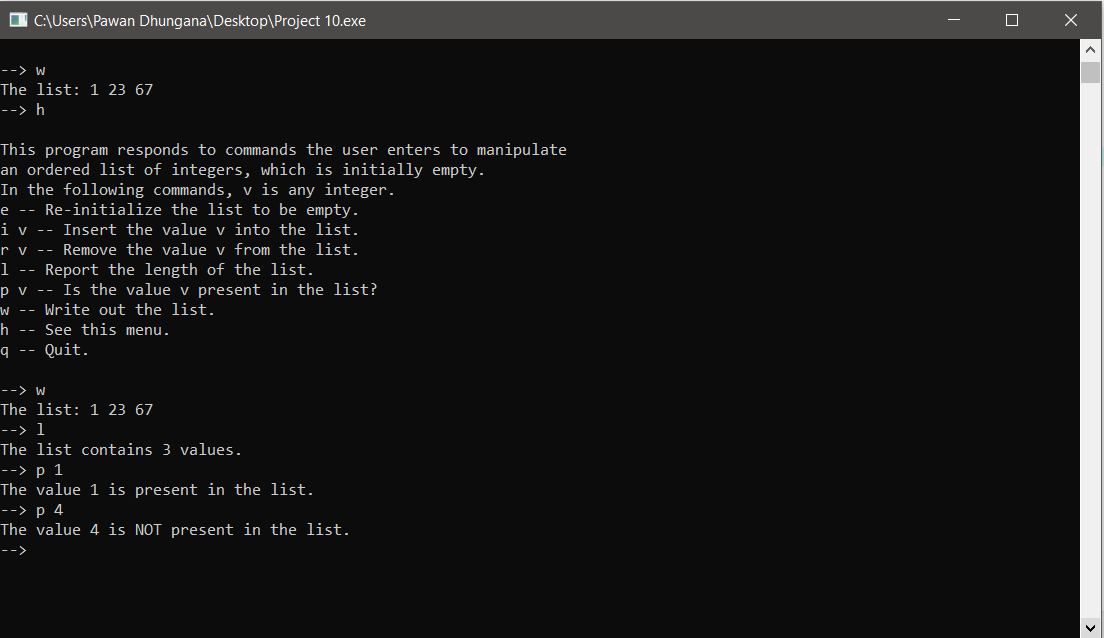 C:\Users\Pawan Dhungana\Desktop\Project 10.exe
--> w
The list: 1 23 67
--> h
This program responds to commands the user enters to manipulate
an ordered list of integers, which is initially empty.
In the following commands, v is any integer.
e -- Re-initialize the list to be empty.
i v -- Insert the value v into the list.
r v -- Remove the value v from the list.
l -- Report the length of the list.
p v -- Is the value v present in the list?
w -- Write out the list.
h -- See this menu.
q -- Quit.
--> w
The list: 1 23 67
--> l
The list contains 3 values.
--> p 1
The value 1 is present in the list.
--> p 4
The value 4 is NOT present in the list.
-->